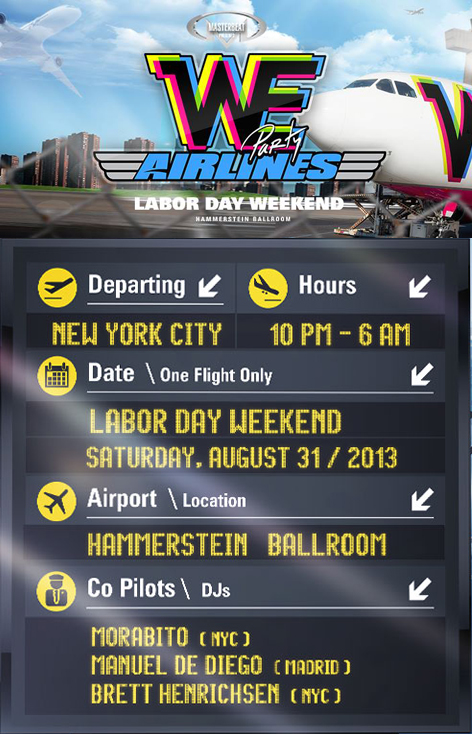 MASTERBEAT
PRESENTS
WE
Party
AIRLINES
LABOR DAY WEEKEND
HAMMERSTEIN BALLROOM
Departing
Hours
NEW YORK CITY
10 PM - 6 AM
Date \ One Flight Only
LABOR DAY WEEKEND
SATURDAY, AUGUST 31 / 2013
Airport \ Location
HAMMERSTEIN BALLROOM
Co Pilots \ DJs
MORABITO ( NYC )
MANUEL DE DIEGO ( MADRID )
BRETT HENRICHSEN ( NYC )